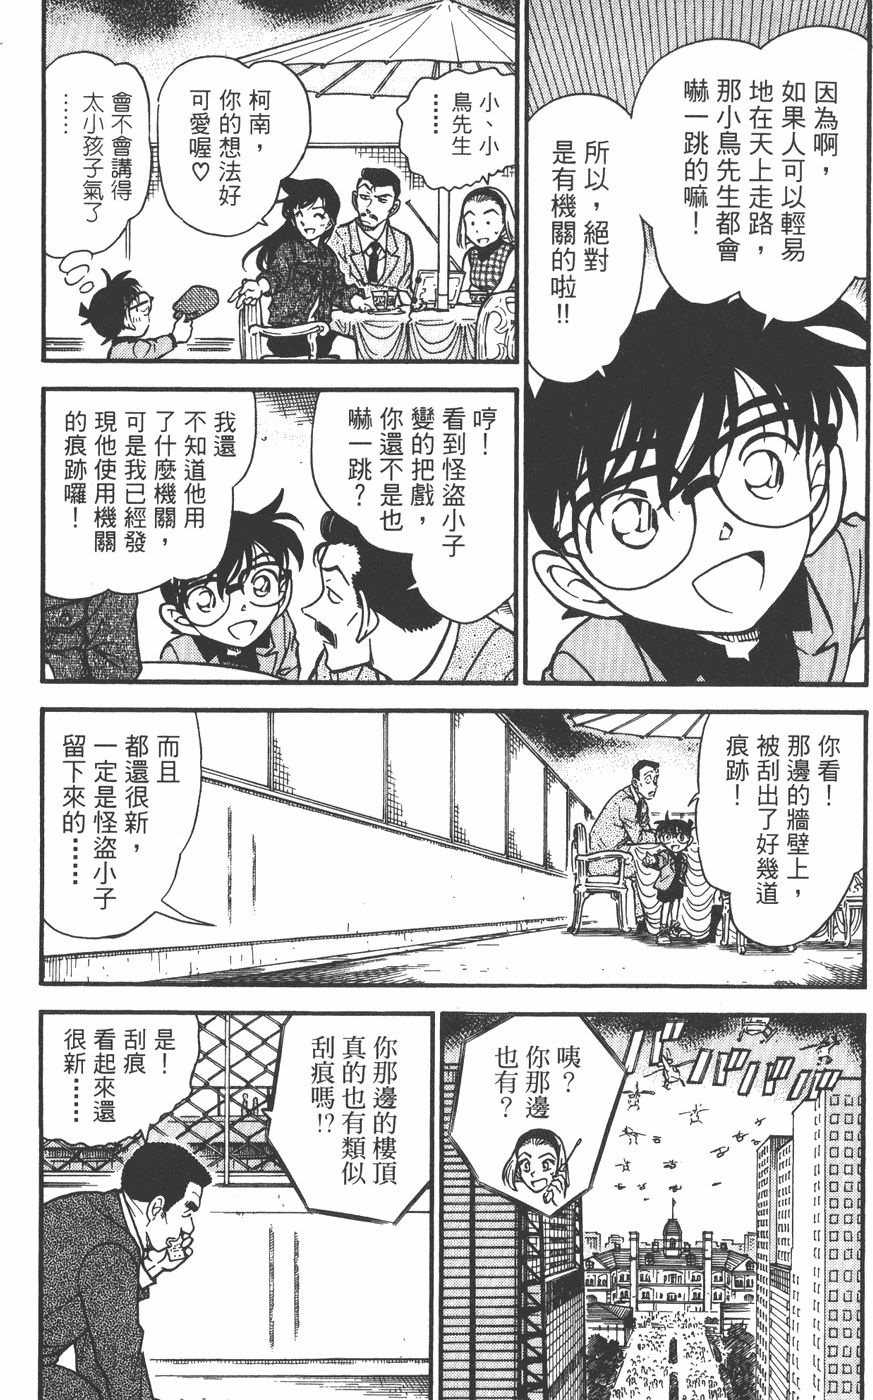 因為啊，
如果人可以輕易
地在天上走路，
那小鳥先生都會
嚇一跳的嘛！
所以，絕對
是有機關的啦!!
小、小
鳥先生
……
柯南，
你的想法好
可愛喔♡
會不會講得
太小孩子氣了
……
哼！
看到怪盜小子
變的把戲，
你還不是也
嚇一跳？
我還
不知道他用
了什麼機關，
可是我已經發
現他使用機關
的痕跡囉！
你看！
那邊的牆壁上，
被刮出了好幾道
痕跡！
而且
都還很新，
一定是怪盜小子
留下來的……
バババババ
咦？
你那邊
也有？
你那邊的樓頂
真的也有類似
刮痕嗎!?
是！
刮痕
看起來還
很新……